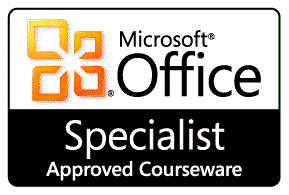 Microsoft®
Office
®
Specialist
Approved Courseware